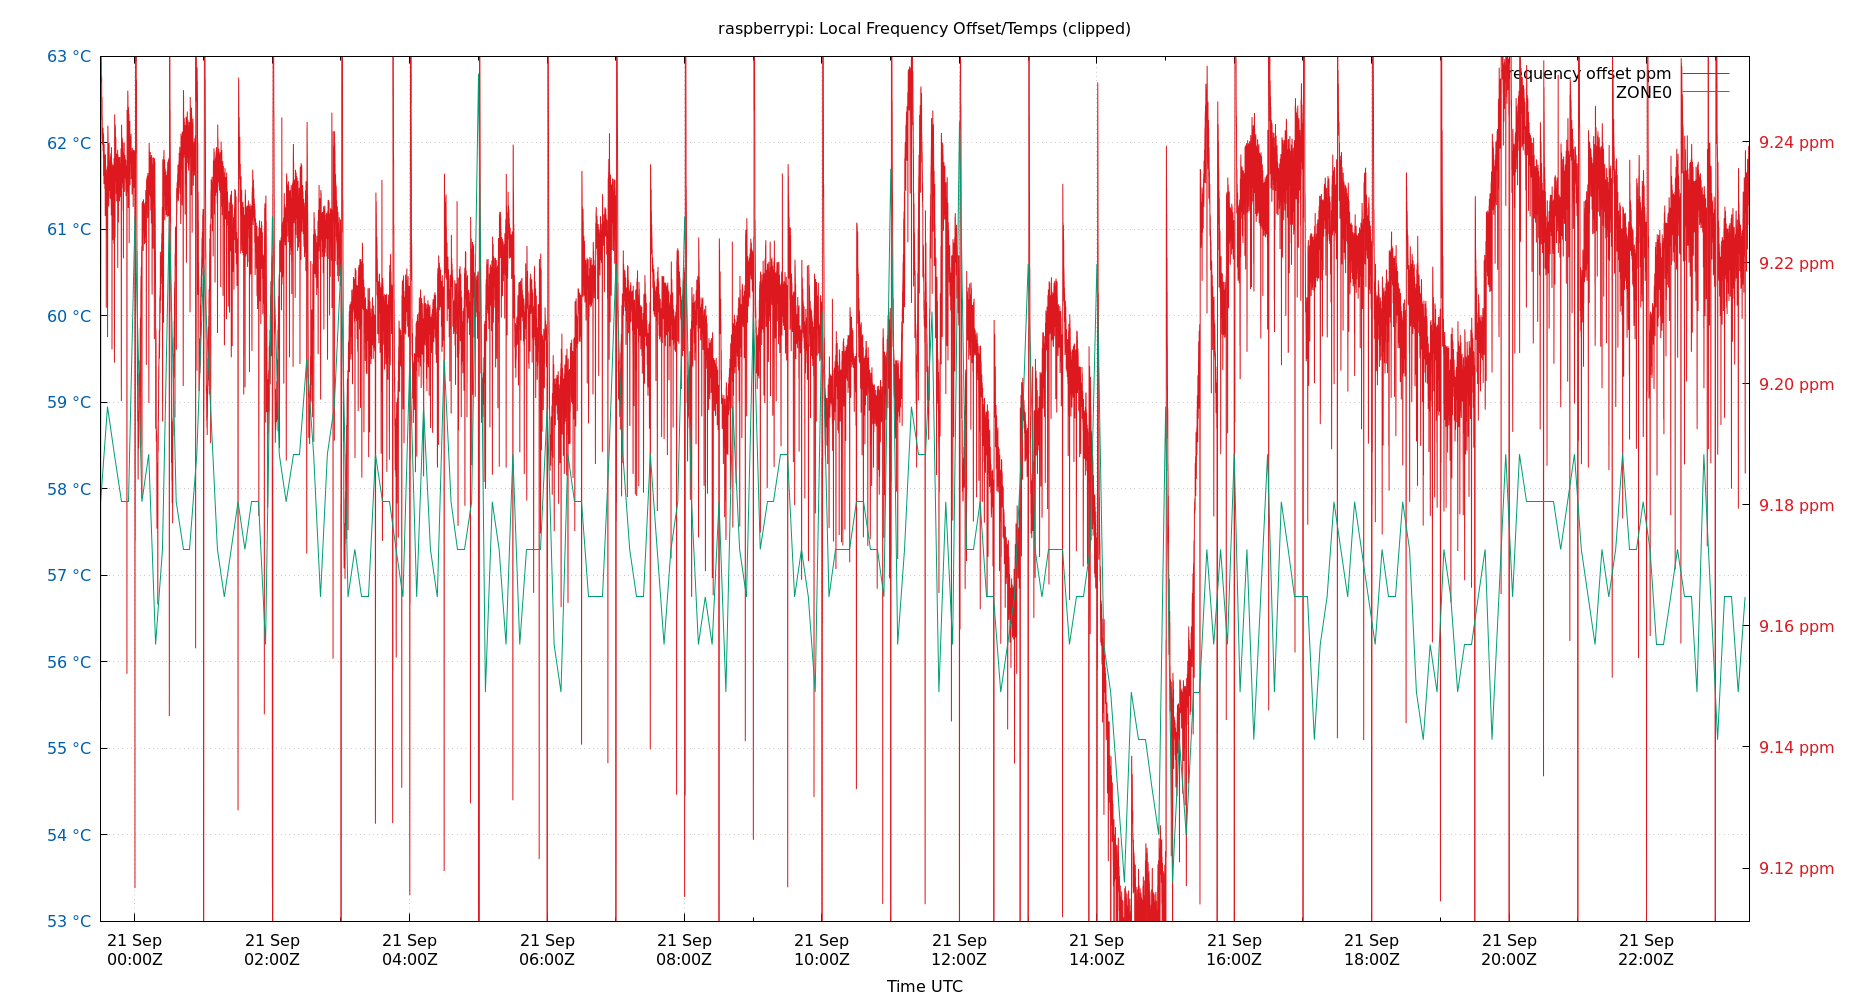 raspberrypi: Local Frequency Offset/Temps (clipped)
63 °C
62 °C
61 °C
60 °C
59 °C
58 °C
57 °C
56 °C
55 °C
54 °C
53 °C
requency offset ppm
ZONE0
9.24 ppm
9.22 ppm
9.20 ppm
9.18 ppm
9.16 ppm
9.14 ppm
9.12 ppm
21 Sep 21 Sep 21 Sep 21 Sep 21 Sep 21 Sep 21 Sep 21 Sep 21 Sep 21 Sep 21 Sep 21 Sep
00:00Z 02:00Z 04:00Z 06:00Z 08:00Z 10:00Z 12:00Z 14:00Z 16:00Z 18:00Z 20:00Z 22:00Z
Time UTC